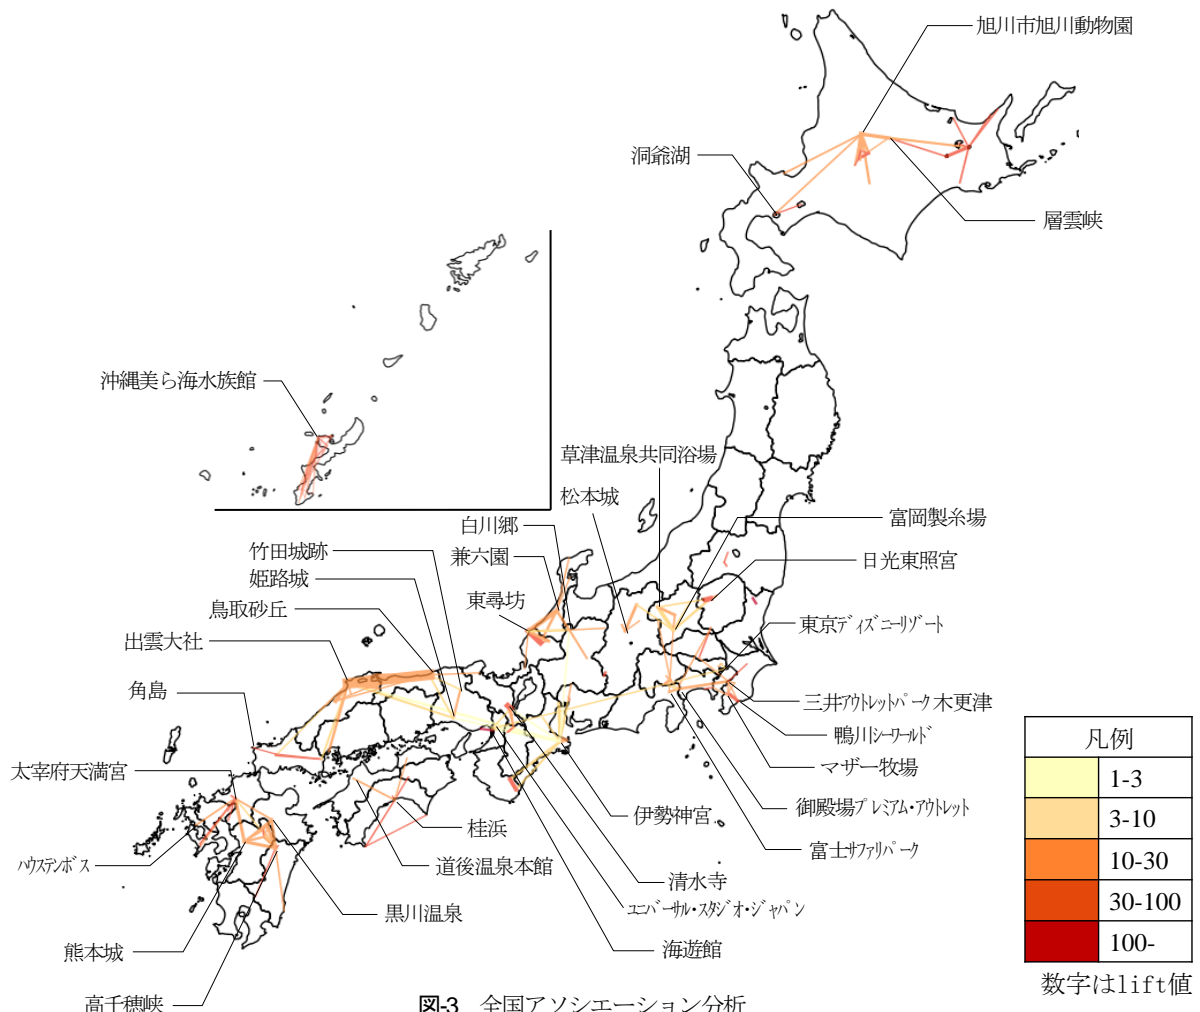 旭川市旭川動物園
洞爺湖
層雲峡
沖縄美ら海水族館
草津温泉共同浴場
松本城
白川郷
富岡製糸場
竹田城跡
兼六園
日光東照宮
姫路城
鳥取砂丘
東尋坊
東京ディズニーリゾート
出雲大社
角島
三井アウトレットパーク木更津
鴨川シーワールド
太宰府天満宮
マザー牧場
御殿場プレミアム・アウトレット
伊勢神宮
桂浜
富士サファリパーク
ハウステンボス
道後温泉本館
清水寺
黒川温泉
ユニバーサル・スタジオ・ジャパン
熊本城
海遊館
高千穂峡
凡例
1-3
3-10
10-30
30-100
100-
数字はlift値
図-3 全国アソシエーション分析